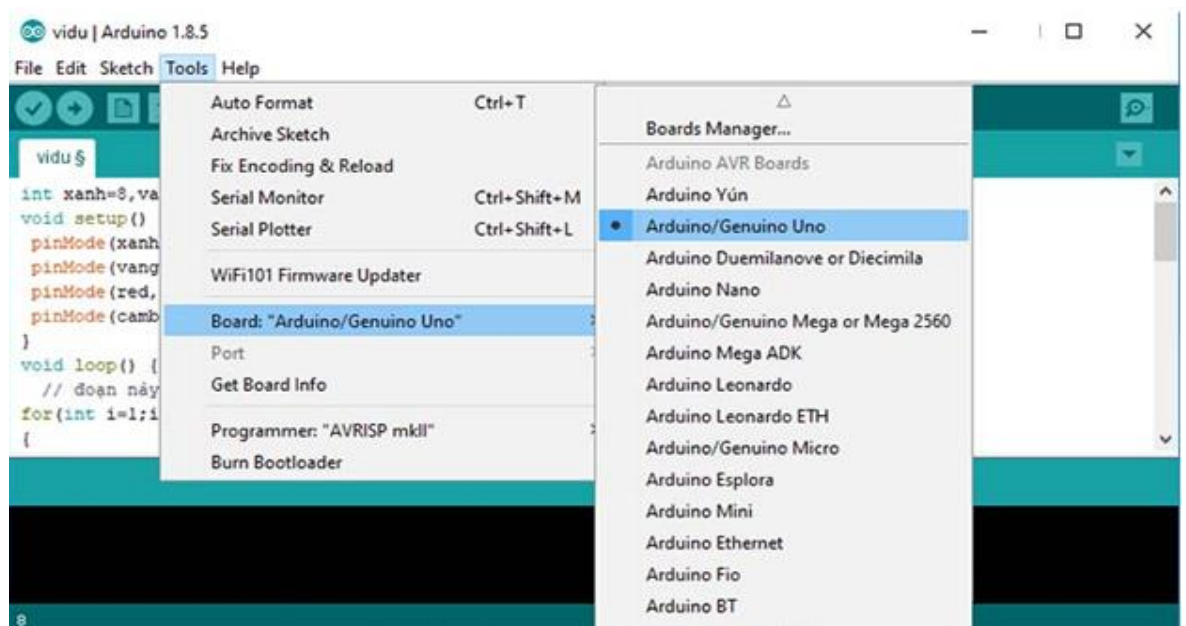 vidu | Arduino 1.8.5
File Edit Sketch Tools Help
vidu §
int xanh=8,va
void setup()
pinMode(xanh
pinMode(vang
pinMode(red,
pinMode(camb
}
void loop() {
// đoạn này
for(int i=1;i
{
8
Auto Format Ctrl+T
Archive Sketch
Fix Encoding & Reload
Serial Monitor Ctrl+Shift+M
Serial Plotter Ctrl+Shift+L
WiFi101 Firmware Updater
Board: "Arduino/Genuino Uno"
Port
Get Board Info
Programmer: "AVRISP mkII"
Burn Bootloader
Boards Manager...
Arduino AVR Boards
Arduino Yún
Arduino/Genuino Uno
Arduino Duemilanove or Diecimila
Arduino Nano
Arduino/Genuino Mega or Mega 2560
Arduino Mega ADK
Arduino Leonardo
Arduino Leonardo ETH
Arduino/Genuino Micro
Arduino Esplora
Arduino Mini
Arduino Ethernet
Arduino Fio
Arduino BT